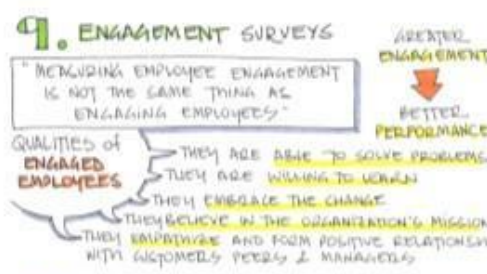 9. ENGAGEMENT SURVEYS
"MEASURING EMPLOYEE ENGAGEMENT
IS NOT THE SAME THING AS
ENGAGING EMPLOYEES"
GREATER
ENGAGEMENT
BETTER
PERFORMANCE
QUALITIES of
ENGAGED
EMPLOYEES
THEY ARE ABLE TO SOLVE PROBLEMS
THEY ARE WILLING TO LEARN
THEY EMBRACE THE CHANGE
THEY BELIEVE IN THE ORGANIZATION'S MISSION
THEY EMPATHIZE AND FORM POSITIVE RELATIONSH
WITH CUSTOMERS PEERS & MANAGERS